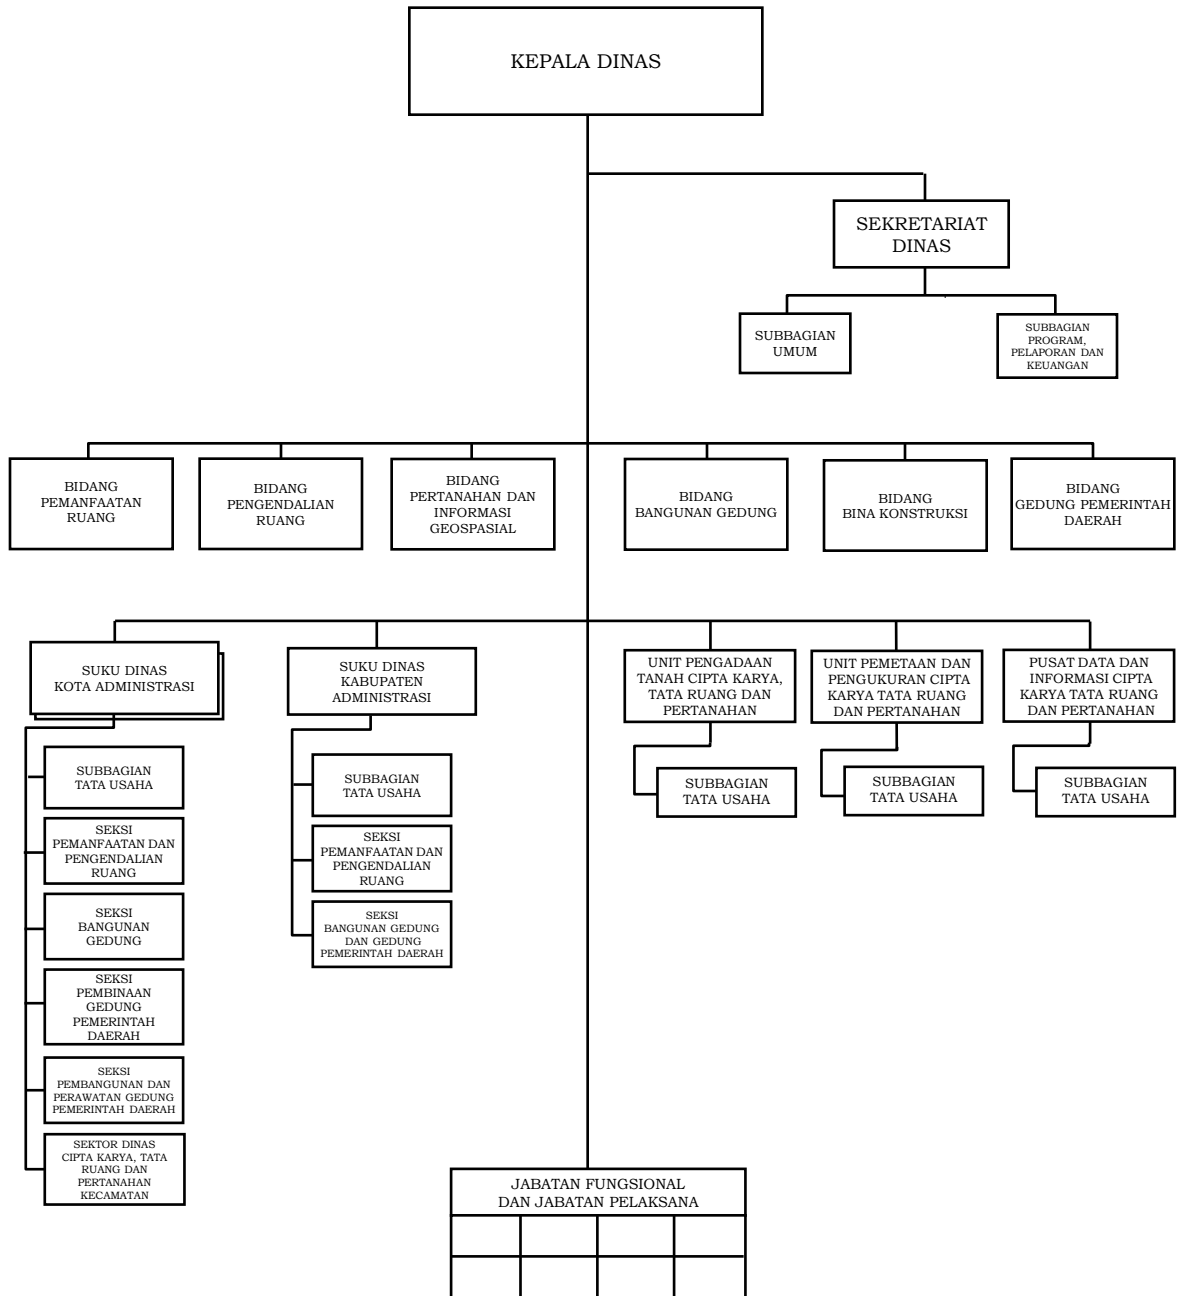 KEPALA DINAS
SEKRETARIAT
DINAS
SUBBAGIAN
UMUM
SUBBAGIAN
PROGRAM,
PELAPORAN DAN
KEUANGAN
BIDANG
PEMANFAATAN
RUANG
BIDANG
PENGENDALIAN
RUANG
BIDANG
PERTANAHAN DAN
INFORMASI
GEOSPASIAL
BIDANG
BANGUNAN GEDUNG
BIDANG
BINA KONSTRUKSI
BIDANG
GEDUNG PEMERINTAH
DAERAH
SUKU DINAS
KOTA ADMINISTRASI
SUBBAGIAN
TATA USAHA
SEKSI
PEMANFAATAN DAN
PENGENDALIAN
RUANG
SEKSI
BANGUNAN
GEDUNG
SEKSI
PEMBINAAN
GEDUNG
PEMERINTAH
DAERAH
SEKSI
PEMBANGUNAN DAN
PERAWATAN GEDUNG
PEMERINTAH DAERAH
SEKTOR DINAS
CIPTA KARYA, TATA
RUANG DAN
PERTANAHAN
KECAMATAN
SUKU DINAS
KABUPATEN
ADMINISTRASI
SUBBAGIAN
TATA USAHA
SEKSI
PEMANFAATAN DAN
PENGENDALIAN
RUANG
SEKSI
BANGUNAN GEDUNG
DAN GEDUNG
PEMERINTAH DAERAH
UNIT PENGADAAN
TANAH CIPTA KARYA,
TATA RUANG DAN
PERTANAHAN
SUBBAGIAN
TATA USAHA
UNIT PEMETAAN DAN
PENGUKURAN CIPTA
KARYA TATA RUANG
DAN PERTANAHAN
SUBBAGIAN
TATA USAHA
PUSAT DATA DAN
INFORMASI CIPTA
KARYA TATA RUANG
DAN PERTANAHAN
SUBBAGIAN
TATA USAHA
JABATAN FUNGSIONAL
DAN JABATAN PELAKSANA